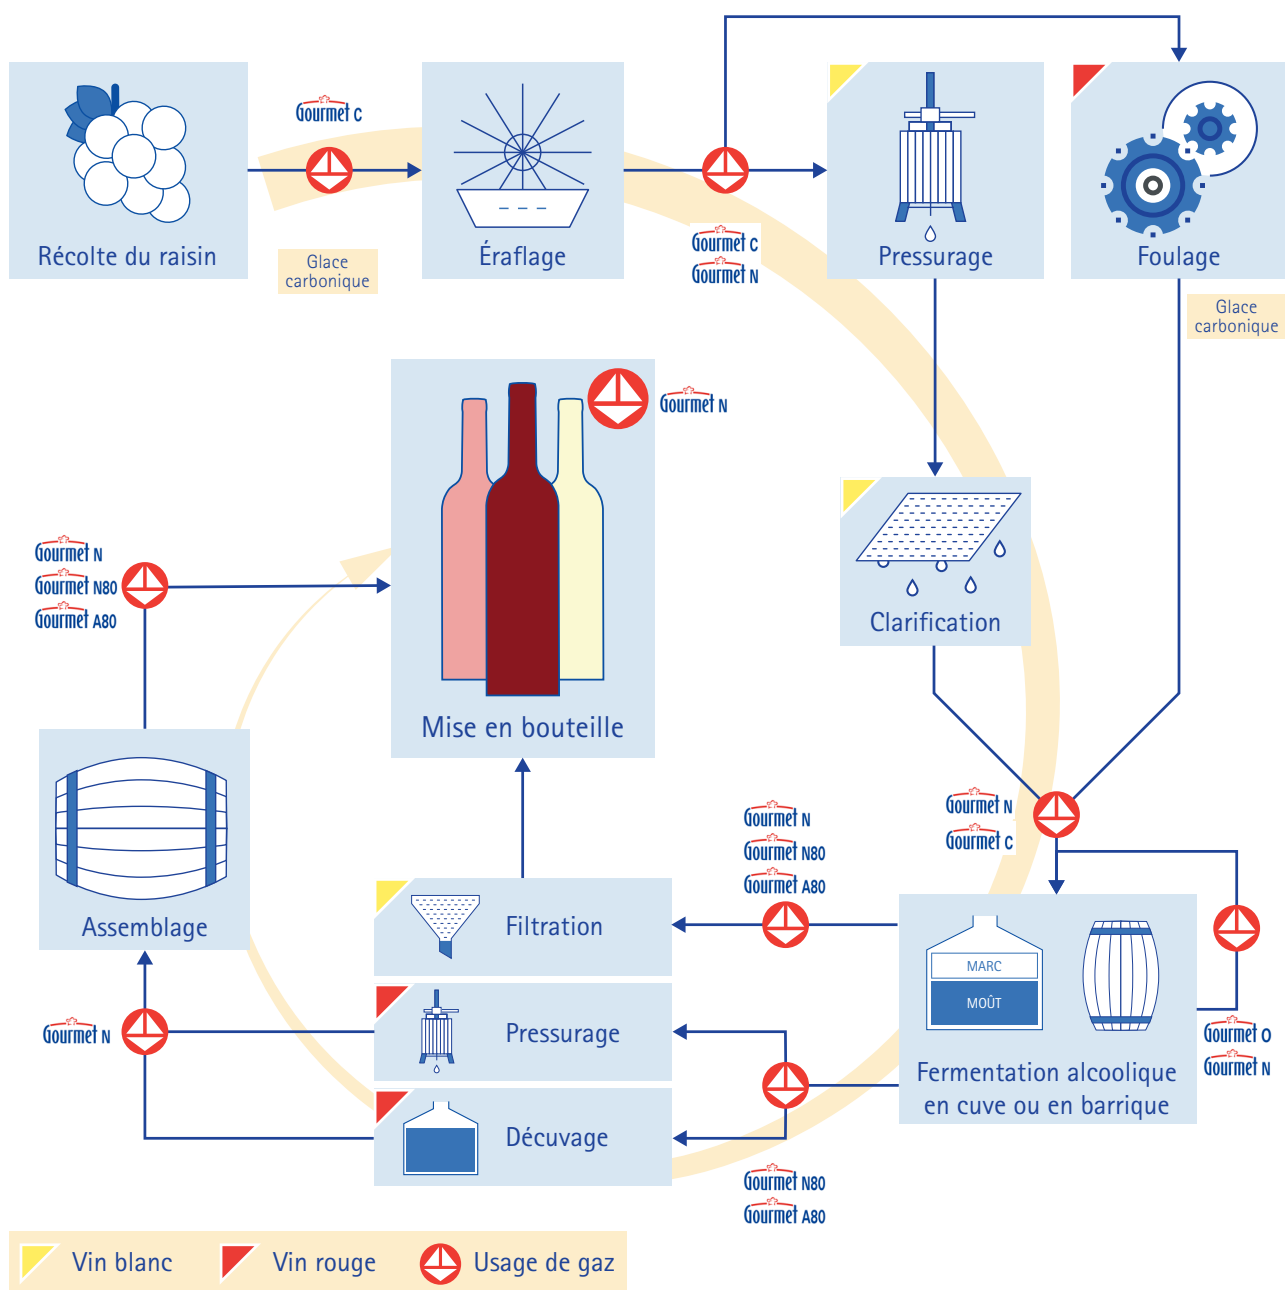 Gourmet C
Récolte du raisin
Glace
carbonique
Éraflage
Gourmet C
Gourmet N
Pressurage
Foulage
Glace
carbonique
Gourmet N
Mise en bouteille
Clarification
Gourmet N
Gourmet N80
Gourmet A80
Assemblage
Gourmet N
Gourmet C
Gourmet N
Gourmet N80
Gourmet A80
Filtration
MARC
MOÛT
Fermentation alcoolique
en cuve ou en barrique
Gourmet O
Gourmet N
Gourmet N
Pressurage
Décuvage
Gourmet N80
Gourmet A80
Vin blanc
Vin rouge
Usage de gaz